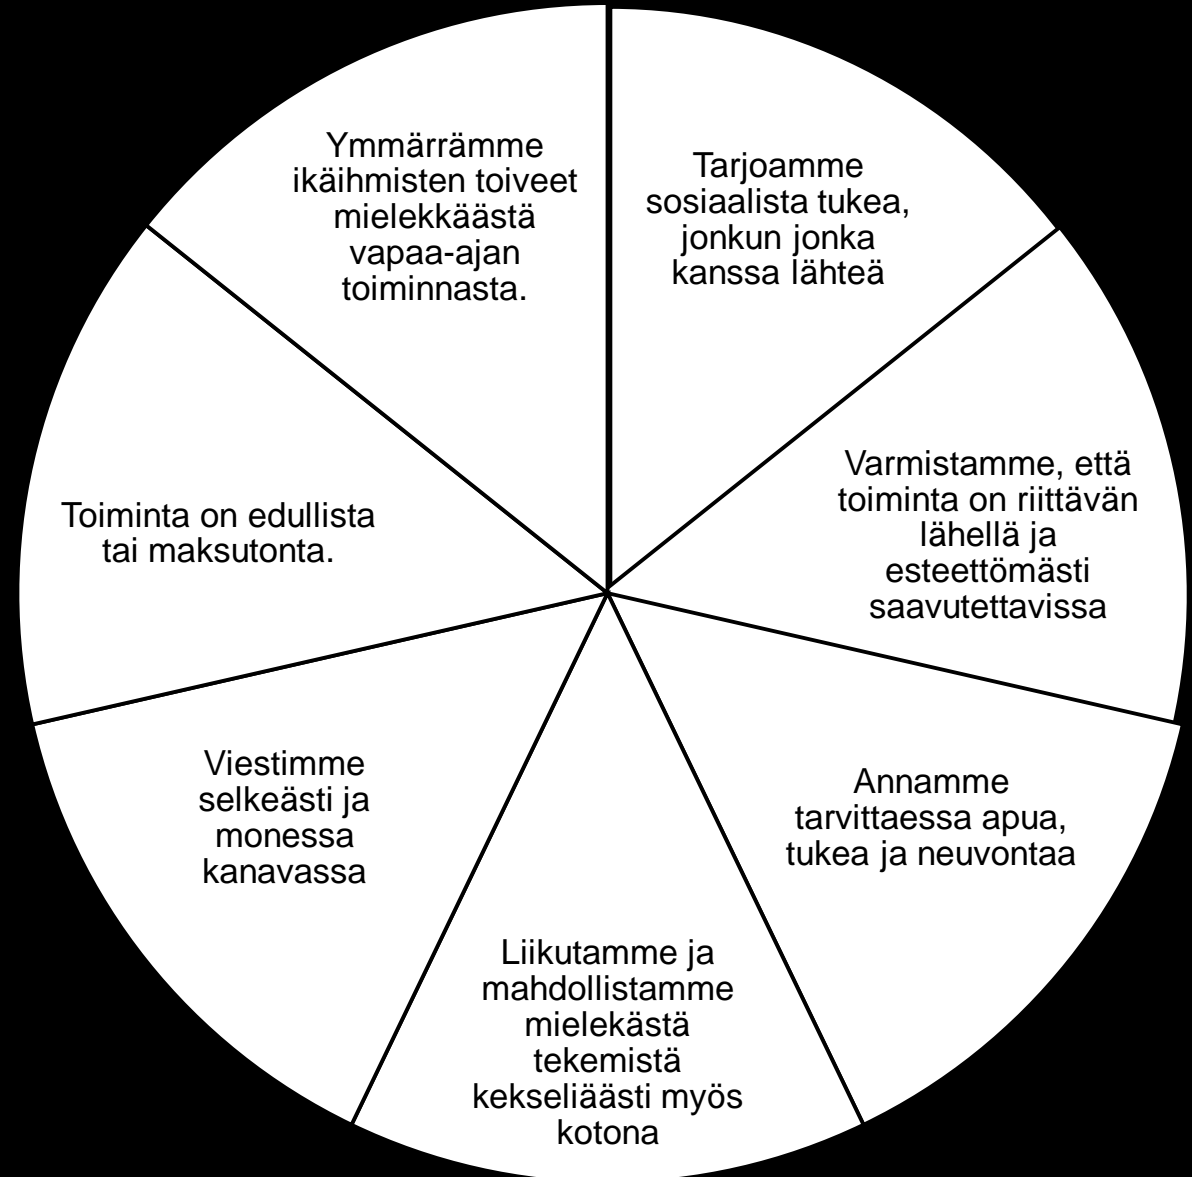 Ymmärrämme
ikäihmisten toiveet
mielekkäästä
vapaa-ajan
toiminnasta.
Tarjoamme
sosiaalista tukea,
jonkun jonka
kanssa lähteä
Varmistamme, että
toiminta on riittävän
lähellä ja
esteettömästi
saavutettavissa
Annamme
tarvittaessa apua,
tukea ja neuvontaa
Liikutamme ja
mahdollistamme
mielekästä
tekemistä
kekseliäästi myös
kotona
Viestimme
selkeästi ja
monessa
kanavassa
Toiminta on edullista
tai maksutonta.